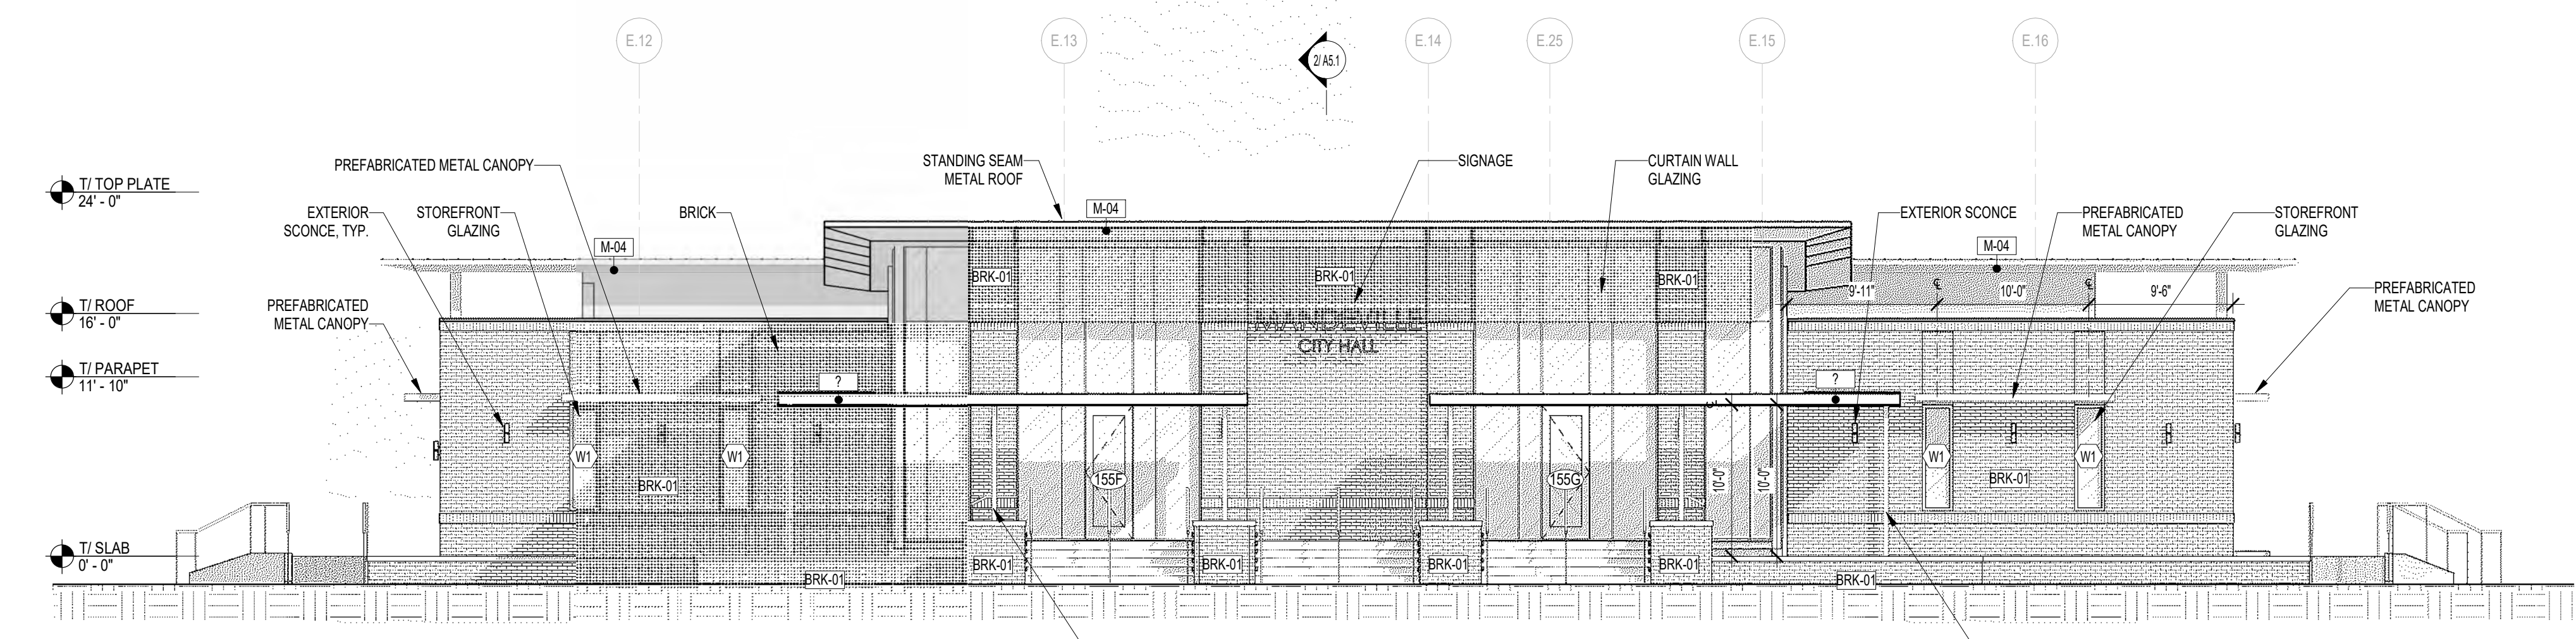 E.12
E.13
E.14
E.25
E.15
E.16
2/ A5.1
PREFABRICATED METAL CANOPY
STANDING SEAM
METAL ROOF
SIGNAGE
CURTAIN WALL
GLAZING
T/ TOP PLATE
24' - 0"
EXTERIOR
SCONCE, TYP.
STOREFRONT
GLAZING
BRICK
M-04
M-04
EXTERIOR SCONCE
PREFABRICATED
METAL CANOPY
STOREFRONT
GLAZING
M-04
BRK-01
BRK-01
BRK-01
9'-11"
10'-0"
9'-6"
PREFABRICATED
METAL CANOPY
PREFABRICATED
METAL CANOPY
T/ ROOF
16' - 0"
MANDEVILLE
CITY HALL
T/ PARAPET
11' - 10"
?
?
W1
W1
W1
W1
BRK-01
155F
155G
10'-0"
10'-0"
BRK-01
T/ SLAB
0' - 0"
BRK-01
BRK-01
BRK-01
BRK-01
BRK-01
BRK-01